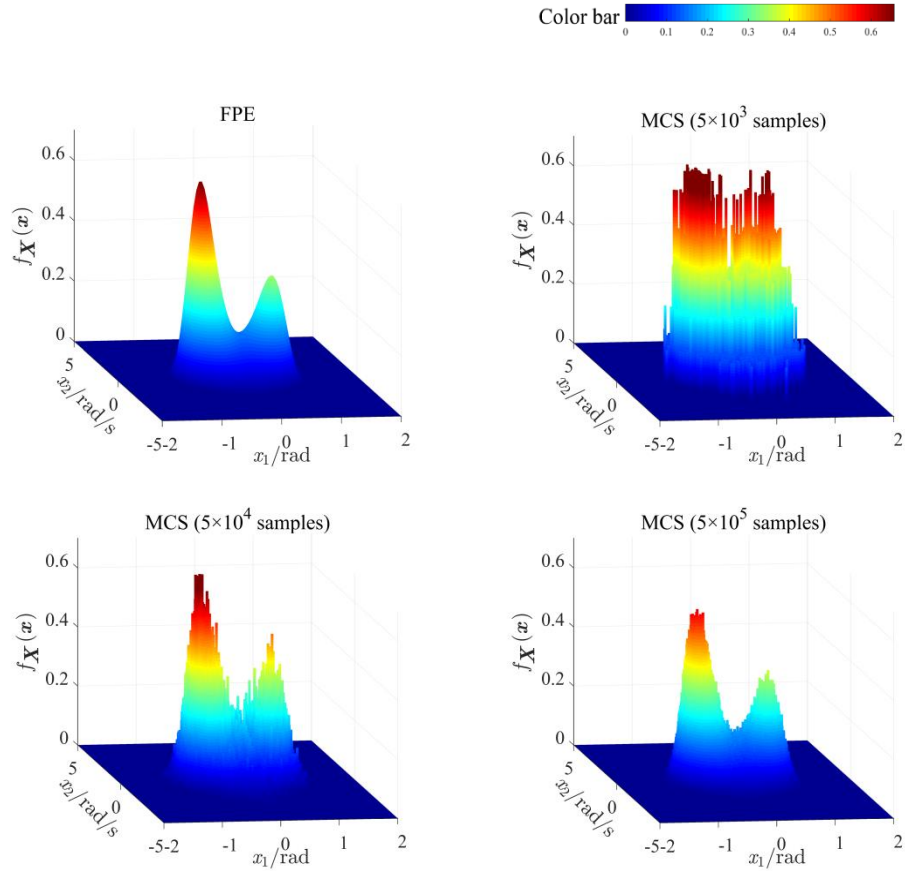 Color bar
0 0.1 0.2 0.3 0.4 0.5 0.6
FPE
0.6
0.4
0.2
0
f_X(x)
5
0
-5
x₂/rad/s
-2 -1 0 1 2
x₁/rad
MCS (5×10³ samples)
0.6
0.4
0.2
0
f_X(x)
5
0
-5
x₂/rad/s
-2 -1 0 1 2
x₁/rad
MCS (5×10⁴ samples)
0.6
0.4
0.2
0
f_X(x)
5
0
-5
x₂/rad/s
-2 -1 0 1 2
x₁/rad
MCS (5×10⁵ samples)
0.6
0.4
0.2
0
f_X(x)
5
0
-5
x₂/rad/s
-2 -1 0 1 2
x₁/rad